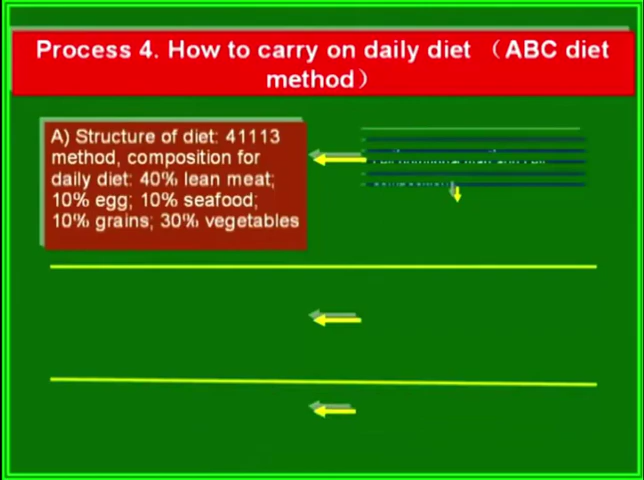 Process 4. How to carry on daily diet （ABC diet
method）
A) Structure of diet: 41113
method, composition for
daily diet: 40% lean meat;
10% egg; 10% seafood;
10% grains; 30% vegetables